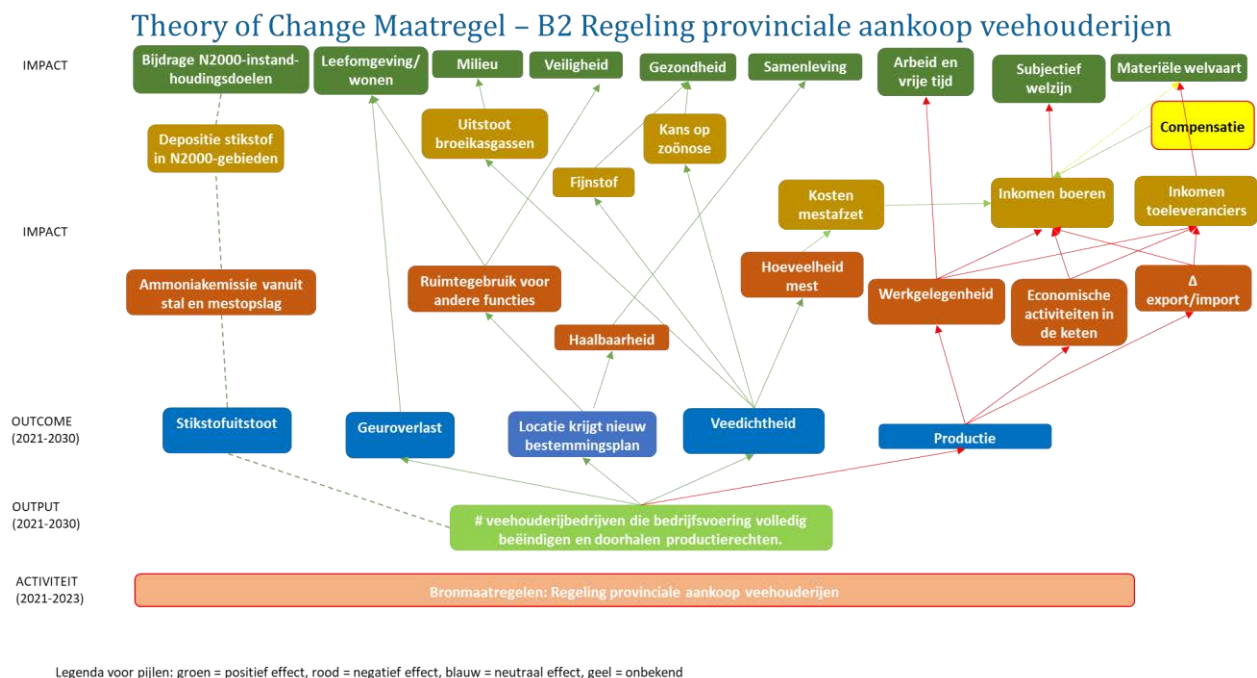 Theory of Change Maatregel – B2 Regeling provinciale aankoop veehouderijen
IMPACT
Bijdrage N2000-instand-
houdingsdoelen
Leefomgeving/
wonen
Milieu
Veiligheid
Gezondheid
Samenleving
Arbeid en
vrije tijd
Subjectief
welzijn
Materiële welvaart
Compensatie
Depositie stikstof
in N2000-gebieden
Uitstoot
broeikasgassen
Kans op
zoönose
Fijnstof
IMPACT
Kosten
mestafzet
Inkomen boeren
Inkomen
toeleveranciers
Ammoniakemissie vanuit
stal en mestopslag
Ruimtegebruik voor
andere functies
Haalbaarheid
Hoeveelheid
mest
Werkgelegenheid
Economische
activiteiten in
de keten
Δ
export/import
OUTCOME
(2021-2030)
Stikstofuitstoot
Geuroverlast
Locatie krijgt nieuw
bestemmingsplan
Veedichtheid
Productie
OUTPUT
(2021-2030)
# veehouderijbedrijven die bedrijfsvoering volledig
beëindigen en doorhalen productierechten.
ACTIVITEIT
(2021-2023)
Bronmaatregelen: Regeling provinciale aankoop veehouderijen
Legenda voor pijlen: groen = positief effect, rood = negatief effect, blauw = neutraal effect, geel = onbekend